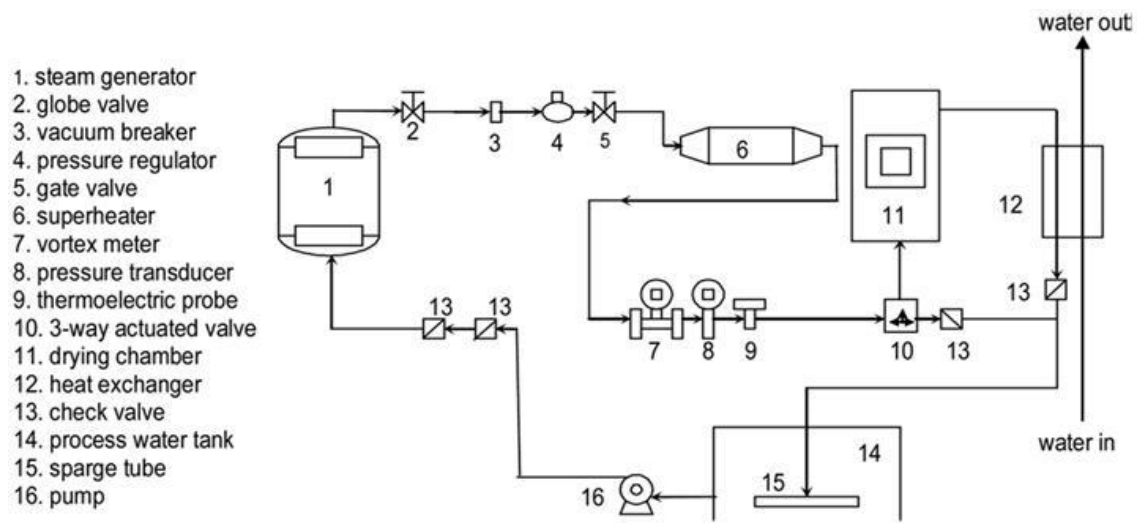 water out
1. steam generator
2. globe valve
3. vacuum breaker
4. pressure regulator
5. gate valve
6. superheater
7. vortex meter
8. pressure transducer
9. thermoelectric probe
10. 3-way actuated valve
11. drying chamber
12. heat exchanger
13. check valve
14. process water tank
15. sparge tube
16. pump
2
3
4
5
6
1
11
12
13
13
13
7
8
9
10
13
water in
14
15
16